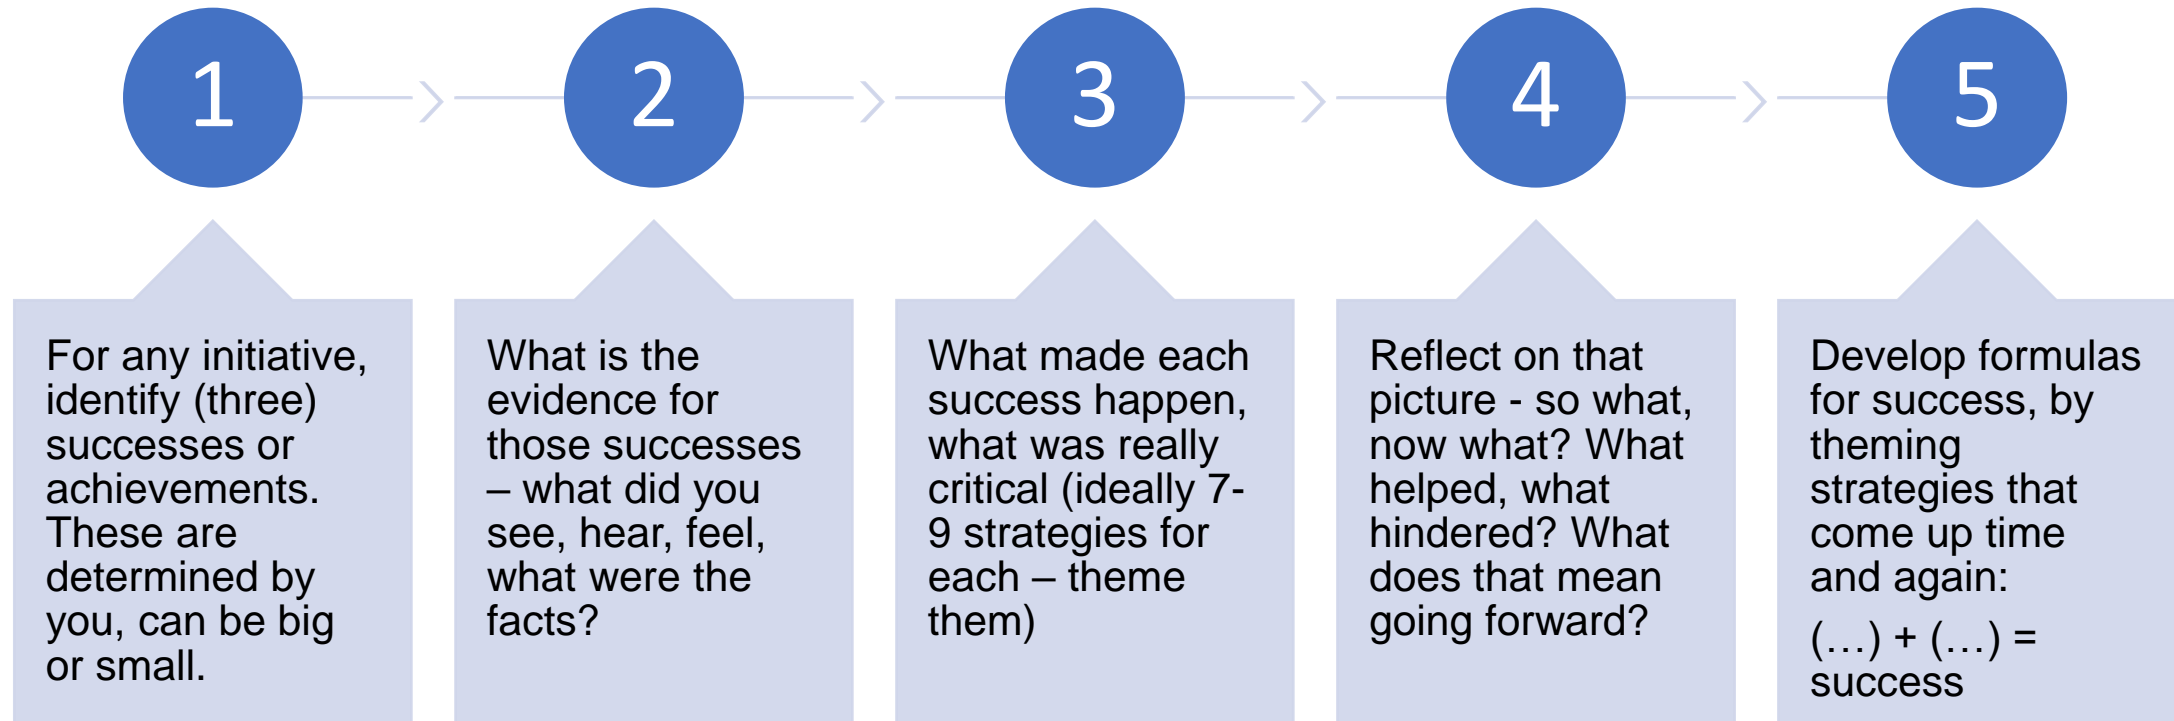 1
2
3
4
5
For any initiative,
identify (three)
successes or
achievements.
These are
determined by
you, can be big
or small.
What is the
evidence for
those successes
– what did you
see, hear, feel,
what were the
facts?
What made each
success happen,
what was really
critical (ideally 7-
9 strategies for
each – theme
them)
Reflect on that
picture - so what,
now what? What
helped, what
hindered? What
does that mean
going forward?
Develop formulas
for success, by
theming
strategies that
come up time
and again:
(…) + (…) =
success